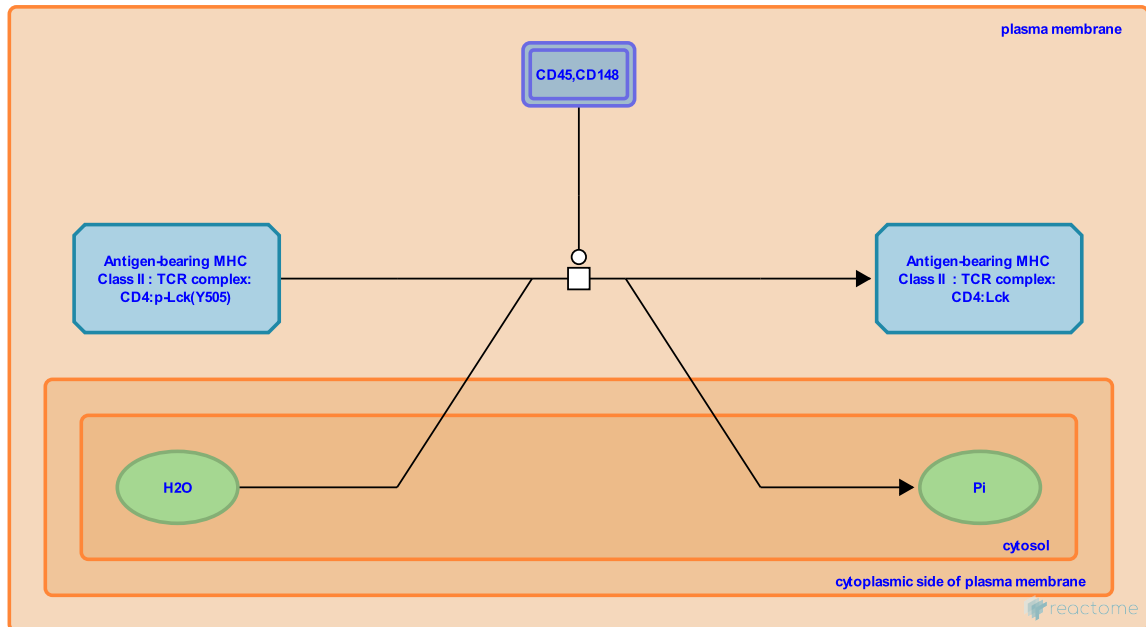 plasma membrane
CD45,CD148
Antigen-bearing MHC
Class II : TCR complex:
CD4:p-Lck(Y505)
Antigen-bearing MHC
Class II : TCR complex:
CD4:Lck
H2O
Pi
cytosol
cytoplasmic side of plasma membrane
reactome